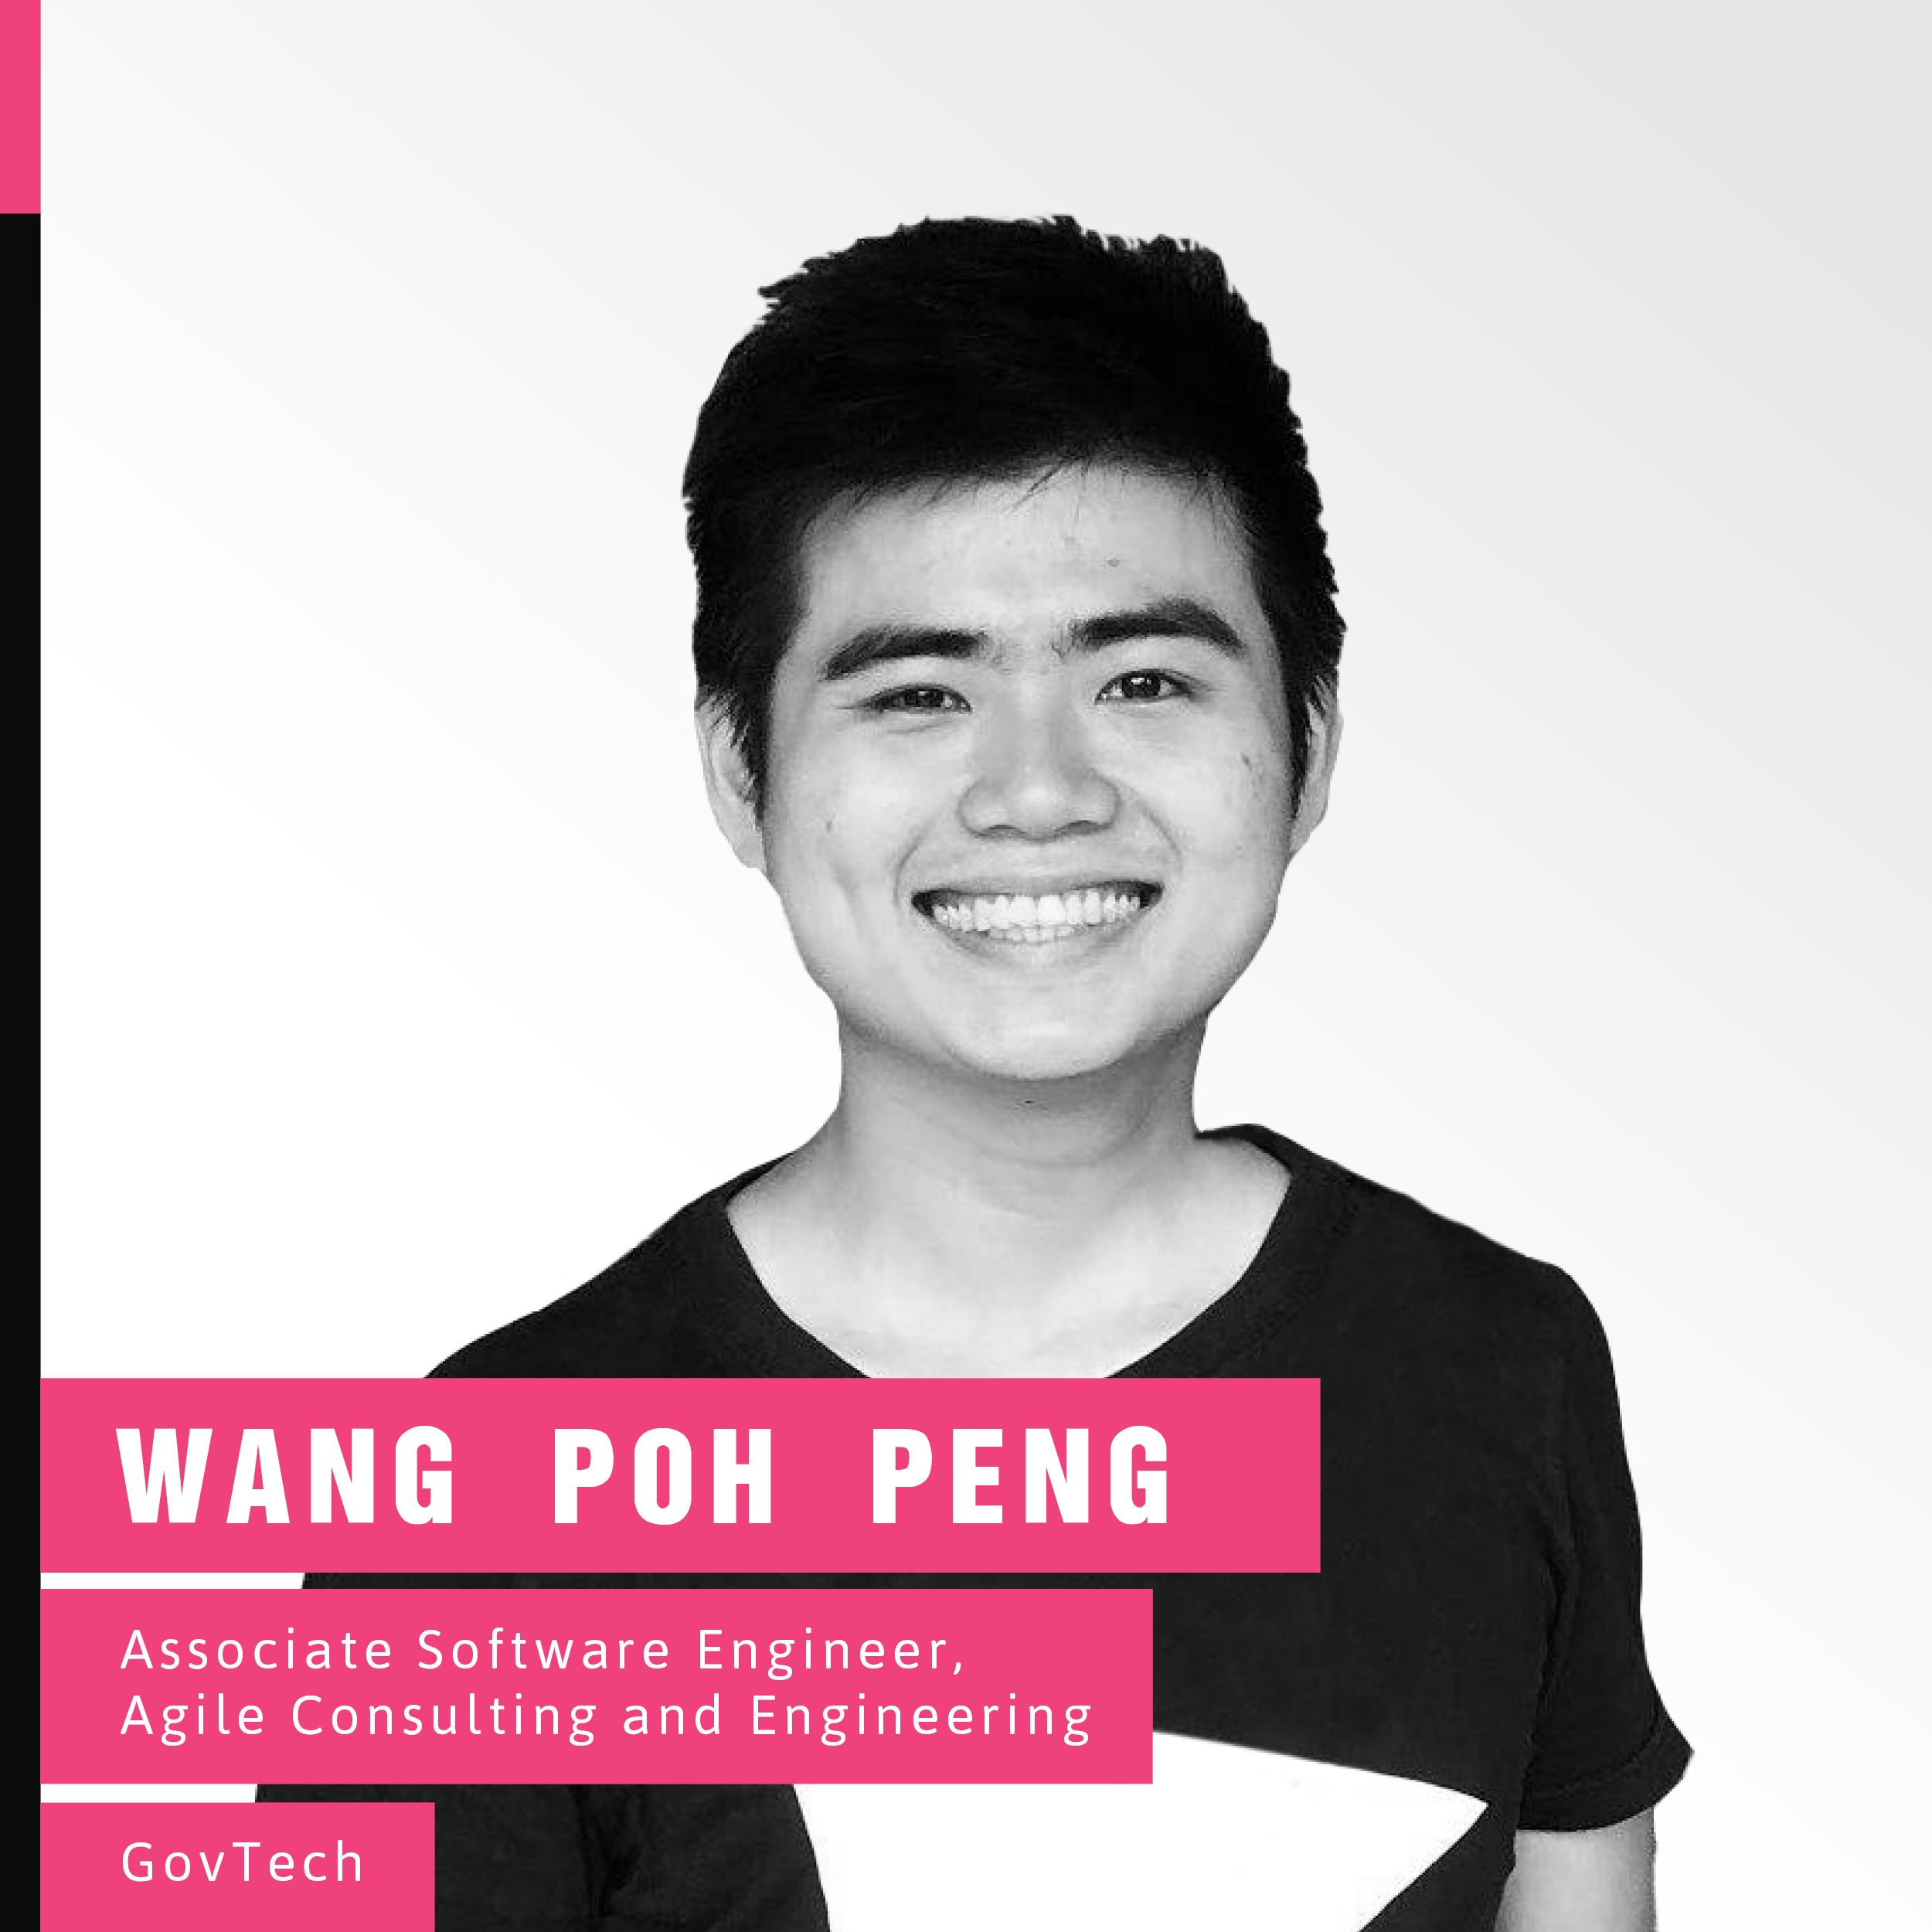 WANG POH PENG
Associate Software Engineer,
Agile Consulting and Engineering
GovTech